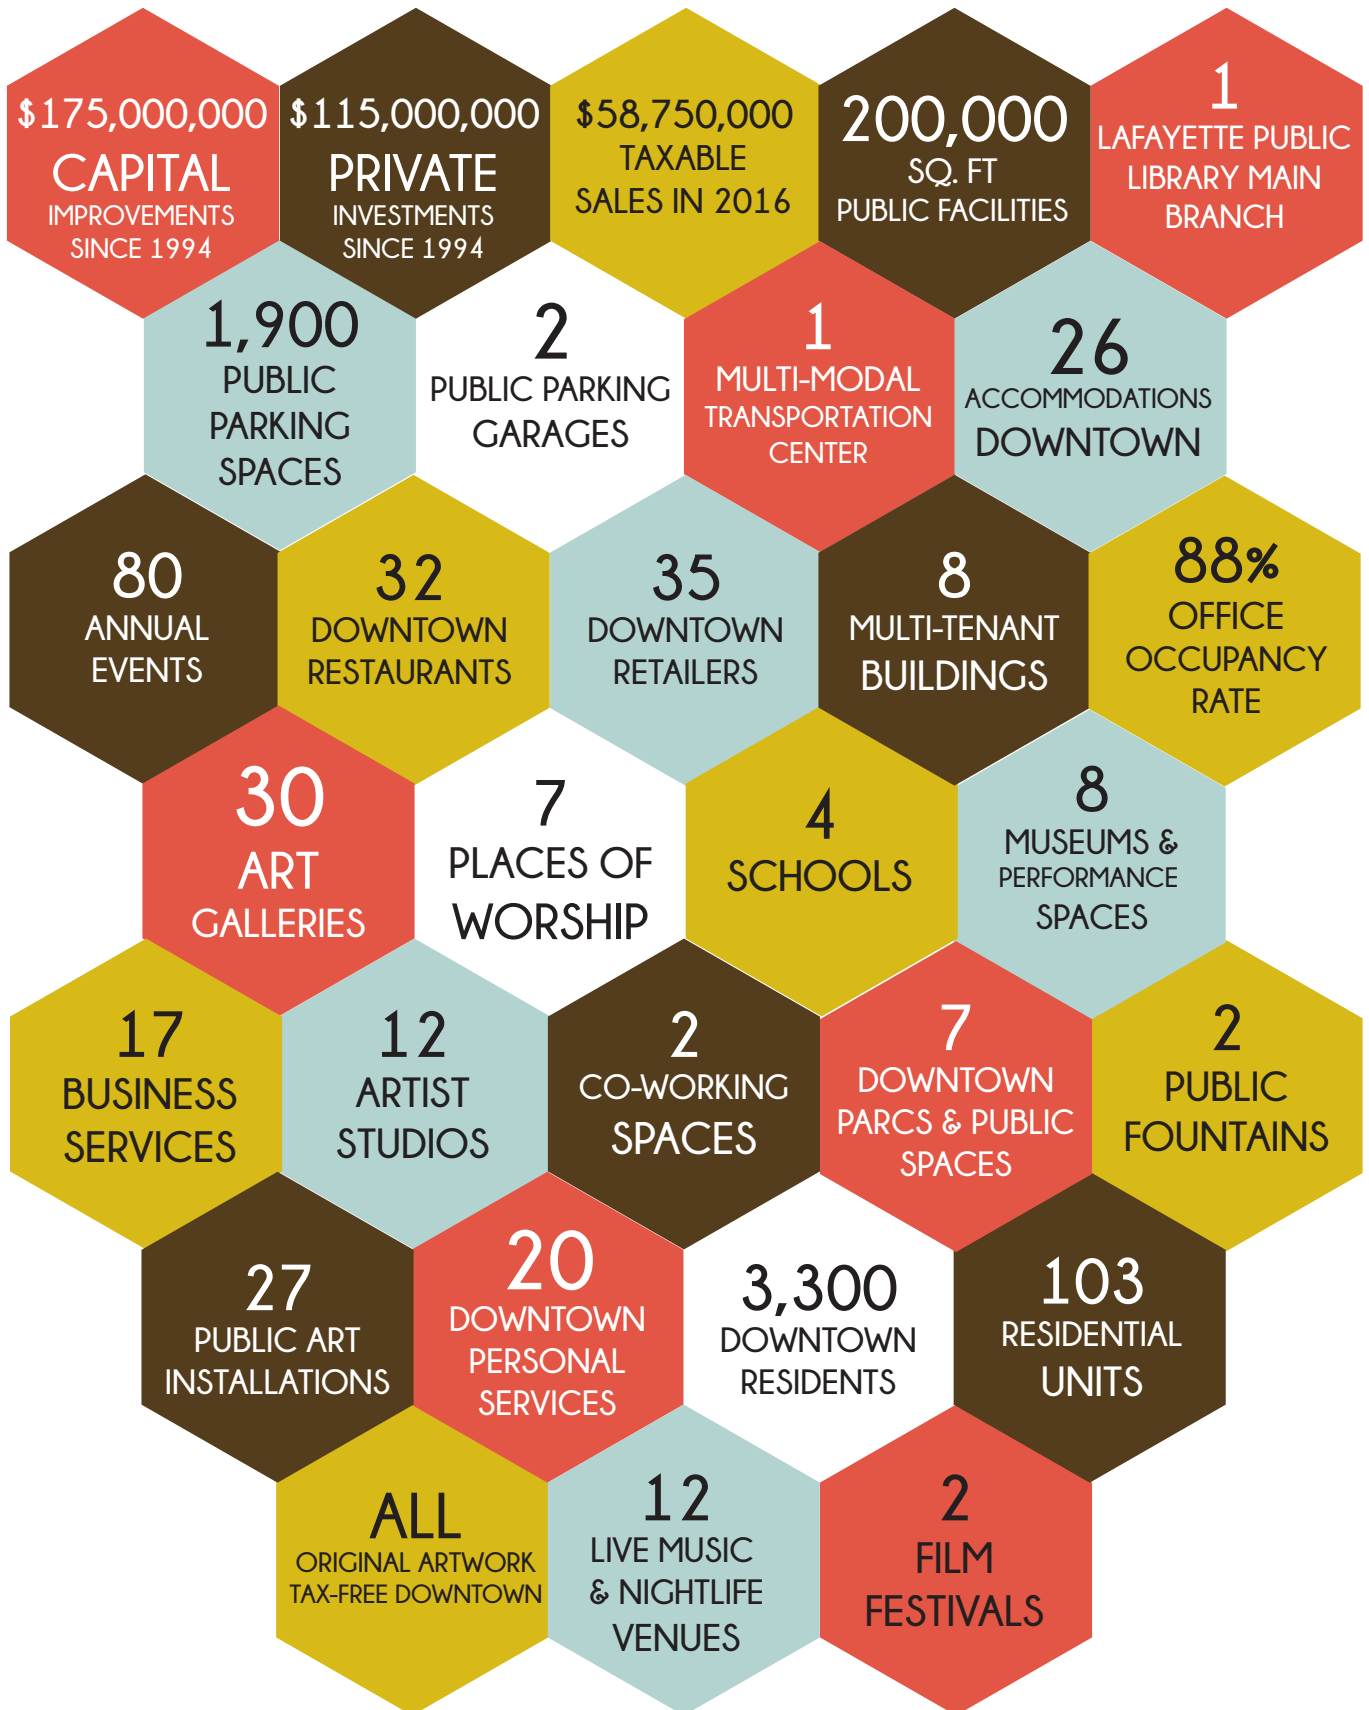 $175,000,000
CAPITAL
IMPROVEMENTS
SINCE 1994
$115,000,000
PRIVATE
INVESTMENTS
SINCE 1994
$58,750,000
TAXABLE
SALES IN 2016
200,000
SQ. FT
PUBLIC FACILITIES
1
LAFAYETTE PUBLIC
LIBRARY MAIN
BRANCH
1,900
PUBLIC
PARKING
SPACES
2
PUBLIC PARKING
GARAGES
1
MULTI-MODAL
TRANSPORTATION
CENTER
26
ACCOMMODATIONS
DOWNTOWN
80
ANNUAL
EVENTS
32
DOWNTOWN
RESTAURANTS
35
DOWNTOWN
RETAILERS
8
MULTI-TENANT
BUILDINGS
88%
OFFICE
OCCUPANCY
RATE
30
ART
GALLERIES
7
PLACES OF
WORSHIP
4
SCHOOLS
8
MUSEUMS &
PERFORMANCE
SPACES
17
BUSINESS
SERVICES
12
ARTIST
STUDIOS
2
CO-WORKING
SPACES
7
DOWNTOWN
PARCS & PUBLIC
SPACES
2
PUBLIC
FOUNTAINS
27
PUBLIC ART
INSTALLATIONS
20
DOWNTOWN
PERSONAL
SERVICES
3,300
DOWNTOWN
RESIDENTS
103
RESIDENTIAL
UNITS
ALL
ORIGINAL ARTWORK
TAX-FREE DOWNTOWN
12
LIVE MUSIC
& NIGHTLIFE
VENUES
2
FILM
FESTIVALS